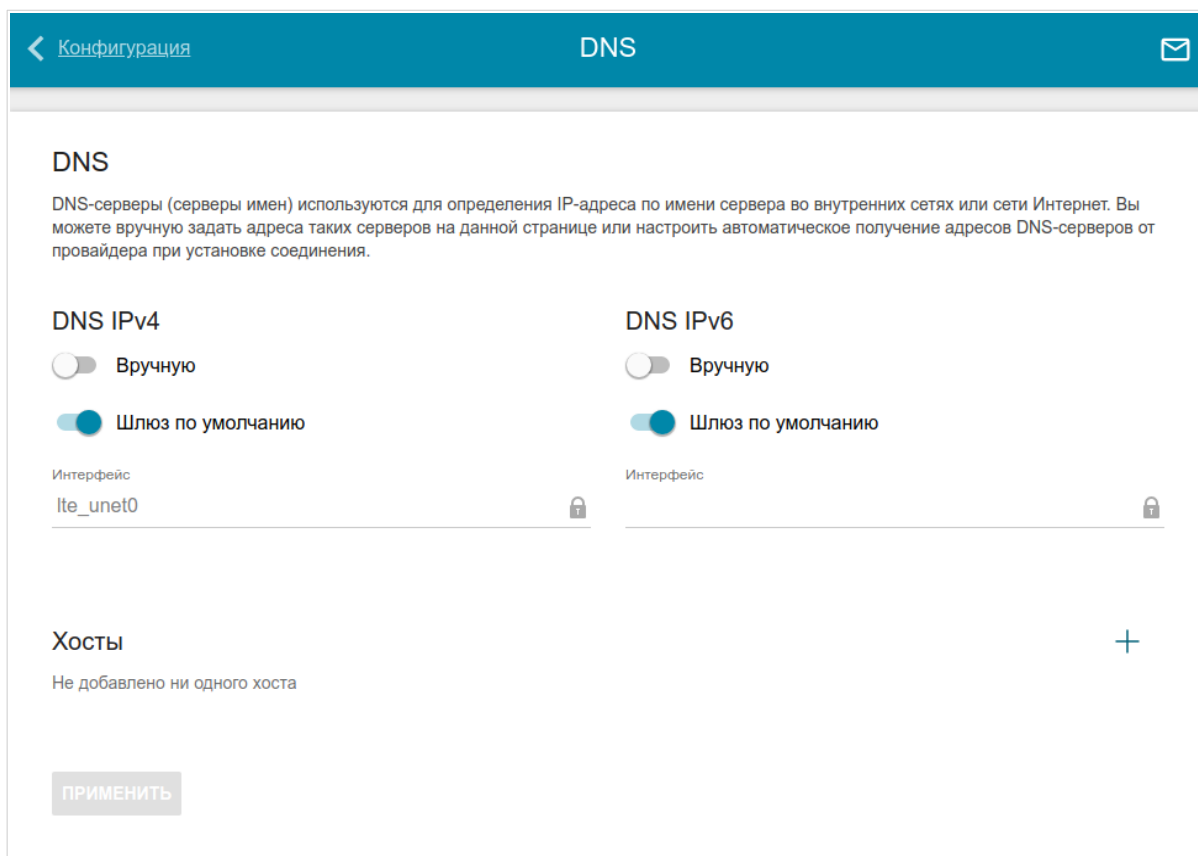 Конфигурация
DNS
DNS
DNS-серверы (серверы имен) используются для определения IP-адреса по имени сервера во внутренних сетях или сети Интернет. Вы
можете вручную задать адреса таких серверов на данной странице или настроить автоматическое получение адресов DNS-серверов от
провайдера при установке соединения.
DNS IPv4
DNS IPv6
Вручную
Вручную
Шлюз по умолчанию
Шлюз по умолчанию
Интерфейс
Интерфейс
lte_unet0
Хосты
Не добавлено ни одного хоста
ПРИМЕНИТЬ